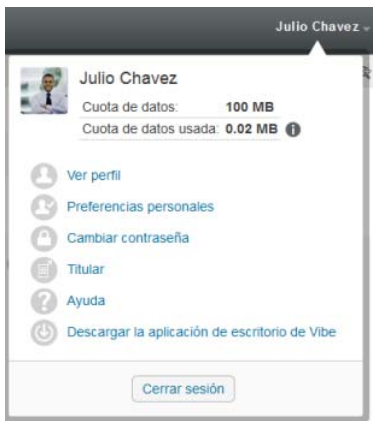 Julio Chavez
Julio Chavez
Cuota de datos: 100 MB
Cuota de datos usada: 0.02 MB
Ver perfil
Preferencias personales
Cambiar contraseña
Titular
Ayuda
Descargar la aplicación de escritorio de Vibe
Cerrar sesión